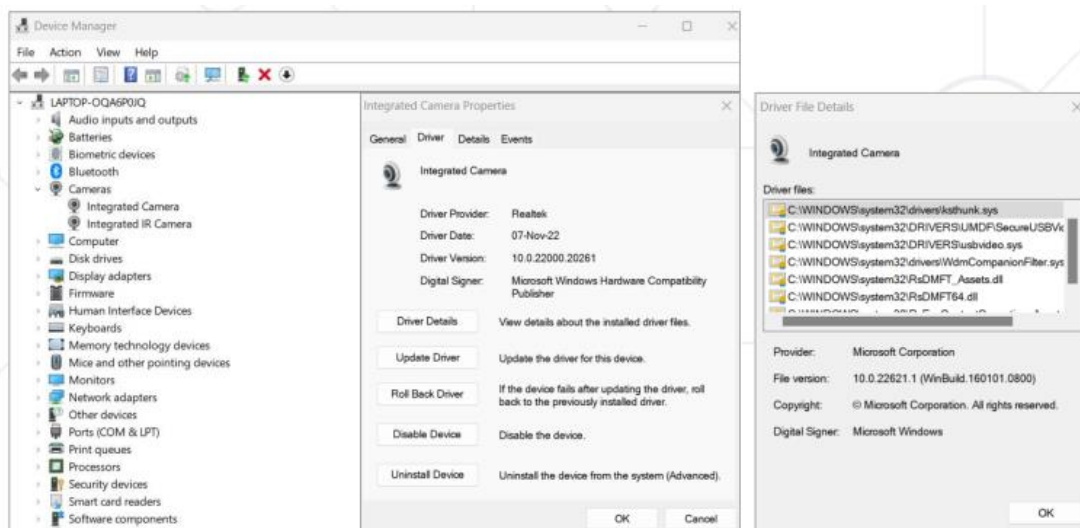 Device Manager
File Action View Help
LAPTOP-OQA6P0JQ
Audio inputs and outputs
Batteries
Biometric devices
Bluetooth
Cameras
Integrated Camera
Integrated IR Camera
Computer
Disk drives
Display adapters
Firmware
Human Interface Devices
Keyboards
Memory technology devices
Mice and other pointing devices
Monitors
Network adapters
Other devices
Ports (COM & LPT)
Print queues
Processors
Security devices
Smart card readers
Software components
Integrated Camera Properties
General Driver Details Events
Integrated Camera
Driver Provider: Realtek
Driver Date: 07-Nov-22
Driver Version: 10.0.22000.20261
Digital Signer: Microsoft Windows Hardware Compatibility
Publisher
Driver Details View details about the installed driver files.
Update Driver Update the driver for this device.
Roll Back Driver If the device fails after updating the driver, roll
back to the previously installed driver.
Disable Device Disable the device.
Uninstall Device Uninstall the device from the system (Advanced).
OK Cancel
Driver File Details
Integrated Camera
Driver files:
C:\WINDOWS\system32\drivers\ksthunk.sys
C:\WINDOWS\system32\DRIVERS\UMDF\SecureUSBVic
C:\WINDOWS\system32\DRIVERS\usbvideo.sys
C:\WINDOWS\system32\drivers\WdmCompanionFilter.sys
C:\WINDOWS\system32\RsDMFT_Assets.dll
C:\WINDOWS\system32\RsDMFT64.dll
Provider: Microsoft Corporation
File version: 10.0.22621.1 (WinBuild.160101.0800)
Copyright: © Microsoft Corporation. All rights reserved.
Digital Signer: Microsoft Windows
OK